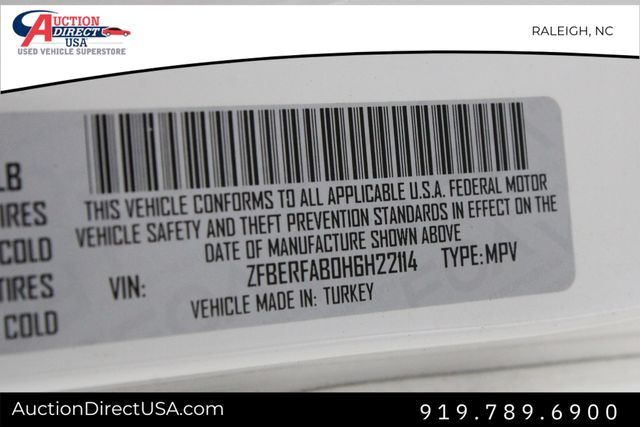 AUCTION
DIRECT
USA
USED VEHICLE SUPERSTORE
RALEIGH, NC
LB
IRES
COLD
TIRES
COLD
THIS VEHICLE CONFORMS TO ALL APPLICABLE U.S.A. FEDERAL MOTOR
VEHICLE SAFETY AND THEFT PREVENTION STANDARDS IN EFFECT ON THE
DATE OF MANUFACTURE SHOWN ABOVE
VIN: ZFBERFAB0H6H22114 TYPE: MPV
VEHICLE MADE IN: TURKEY
AuctionDirectUSA.com
919.789.6900